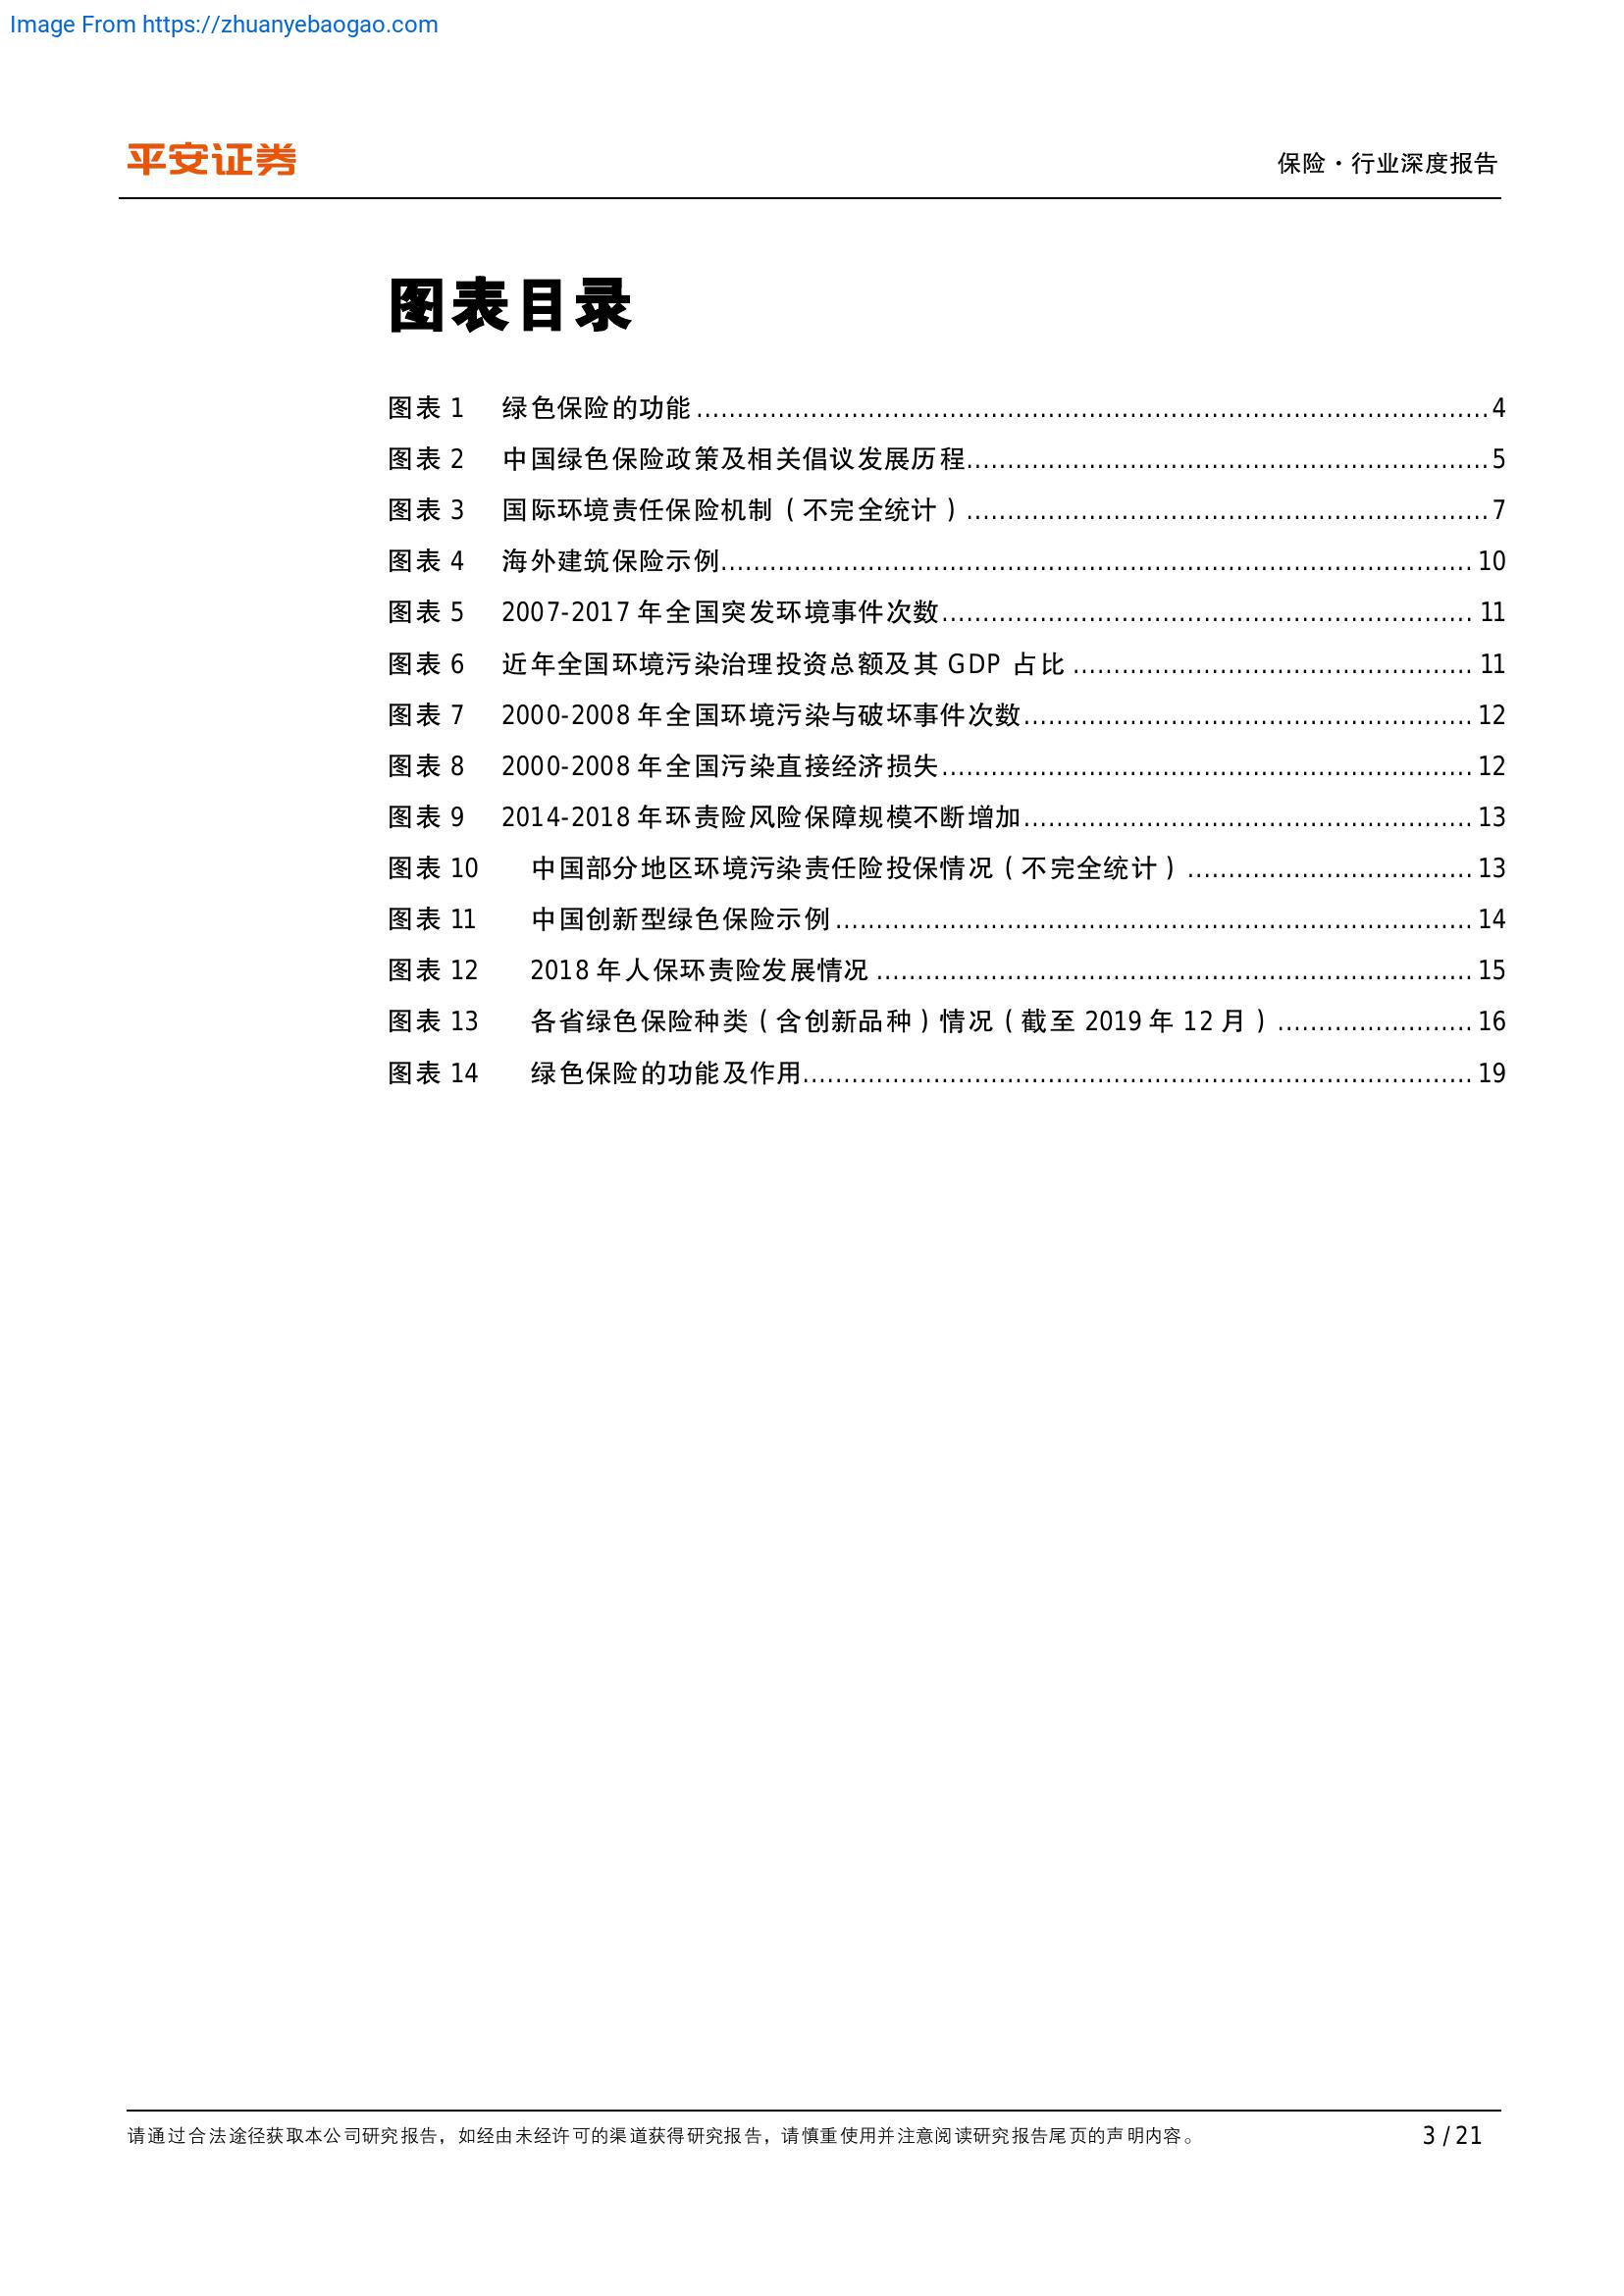 Image From https://zhuanyebaogao.com
平安证券
保险·行业深度报告
图表目录
图表 1 绿色保险的功能........................................4
图表 2 中国绿色保险政策及相关倡议发展历程........................................5
图表 3 国际环境责任保险机制（不完全统计）........................................7
图表 4 海外建筑保险示例........................................10
图表 5 2007-2017 年全国突发环境事件次数........................................11
图表 6 近年全国环境污染治理投资总额及其 GDP 占比........................................11
图表 7 2000-2008 年全国环境污染与破坏事件次数........................................12
图表 8 2000-2008 年全国污染直接经济损失........................................12
图表 9 2014-2018 年环责险风险保障规模不断增加........................................13
图表 10 中国部分地区环境污染责任险投保情况（不完全统计）........................................13
图表 11 中国创新型绿色保险示例........................................14
图表 12 2018 年人保环责险发展情况........................................15
图表 13 各省绿色保险种类（含创新品种）情况（截至 2019 年 12 月）........................................16
图表 14 绿色保险的功能及作用........................................19
请通过合法途径获取本公司研究报告，如经由未经许可的渠道获得研究报告，请慎重使用并注意阅读研究报告尾页的声明内容。
3 / 21